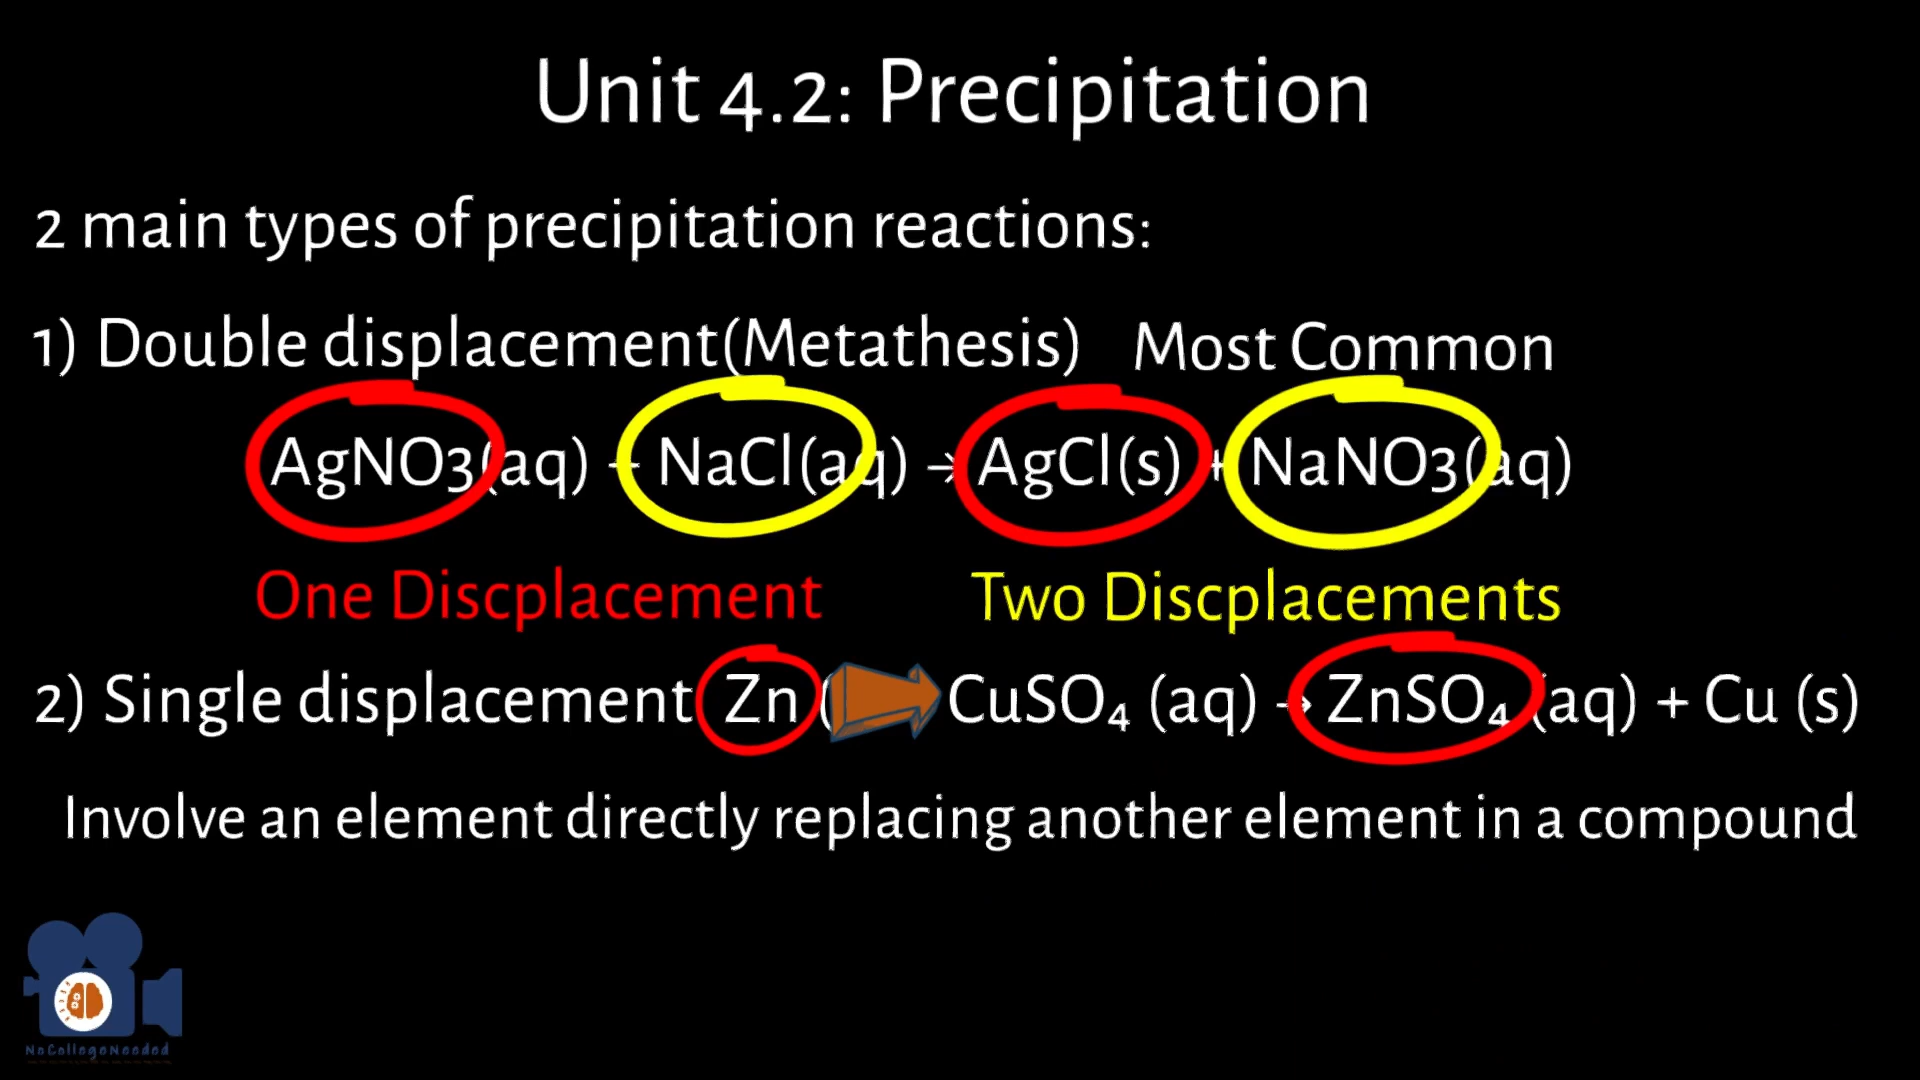 Unit 4.2: Precipitation
2 main types of precipitation reactions:
1) Double displacement(Metathesis) Most Common
AgNO3(aq) + NaCl(aq) → AgCl(s) + NaNO3(aq)
One Discplacement Two Discplacements
2) Single displacement Zn ( CuSO₄ (aq) → ZnSO₄ (aq) + Cu (s)
Involve an element directly replacing another element in a compound
NoCollegeNeeded